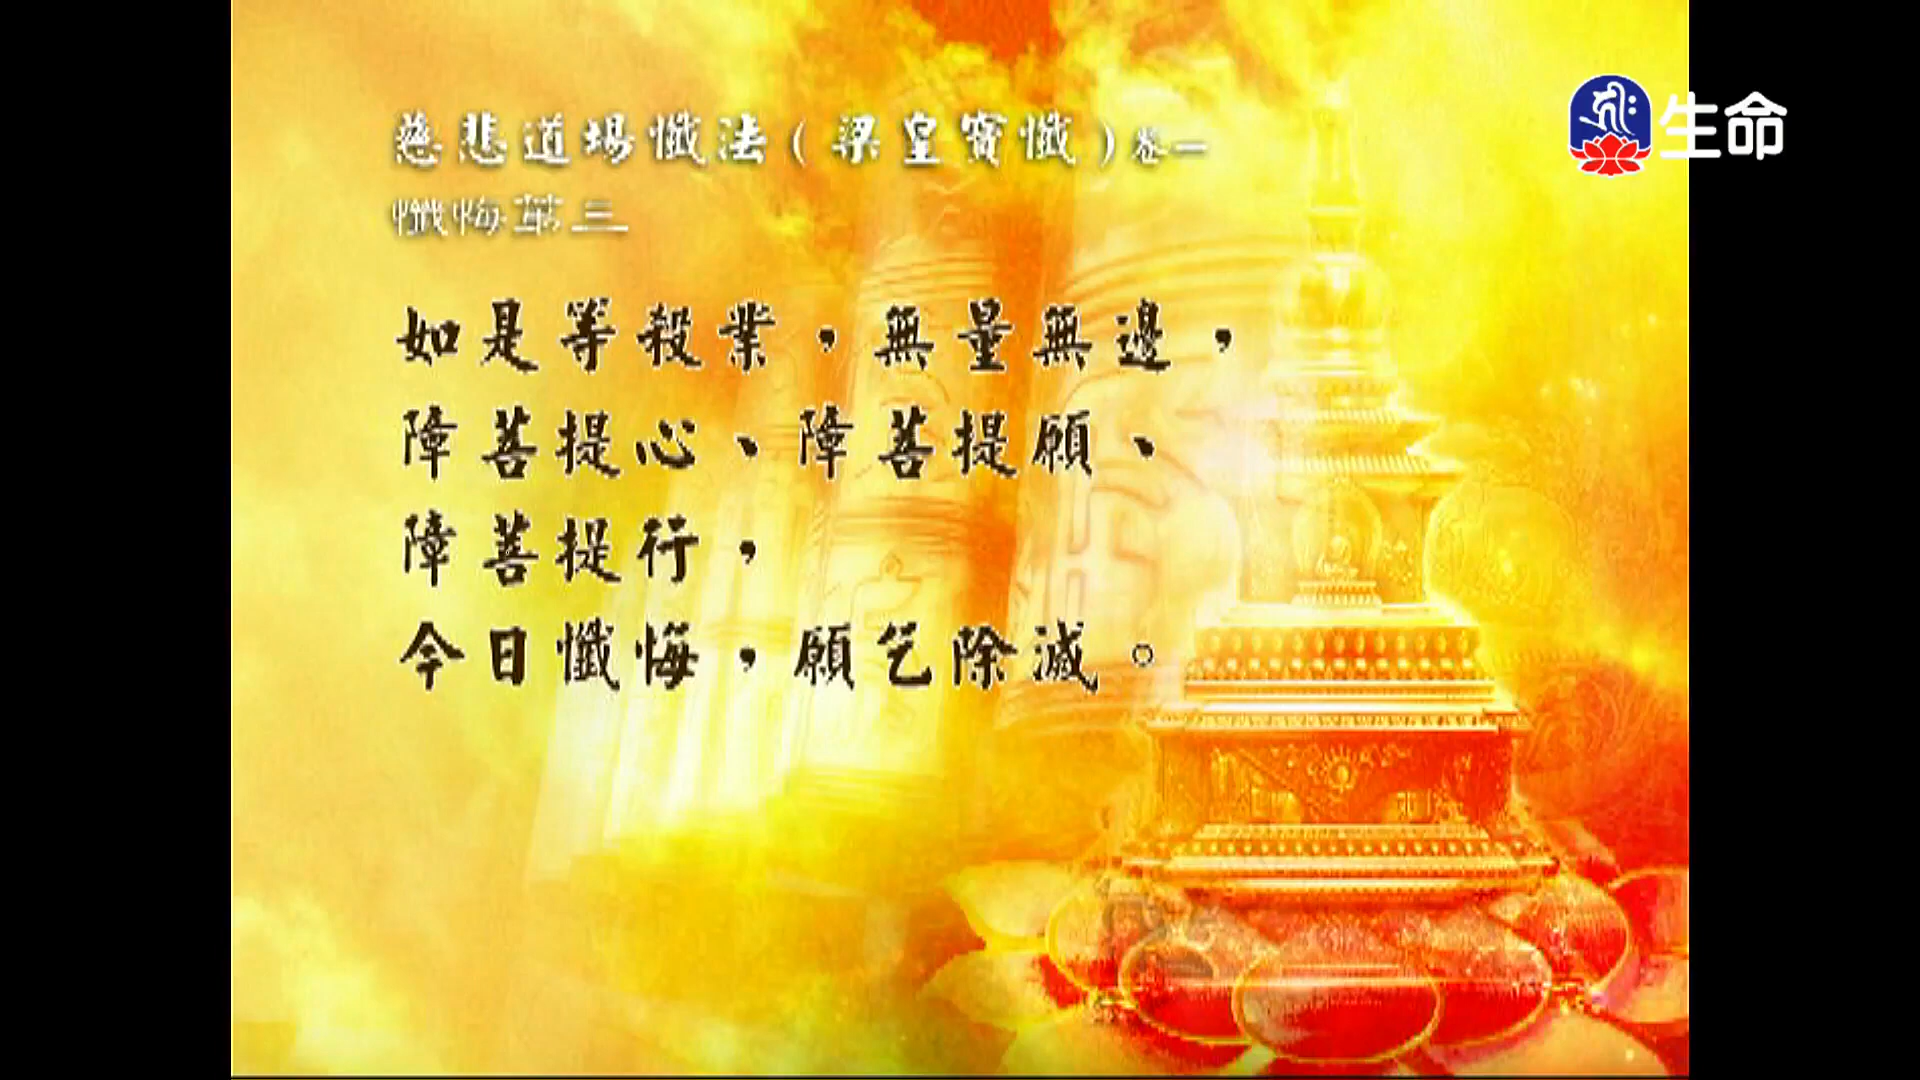 慈悲道場懺法(梁皇寶懺)卷一
懺悔第三
如是等殺業，無量無邊，
障菩提心、障菩提願、
障菩提行，
今日懺悔，願乞除滅。
生命